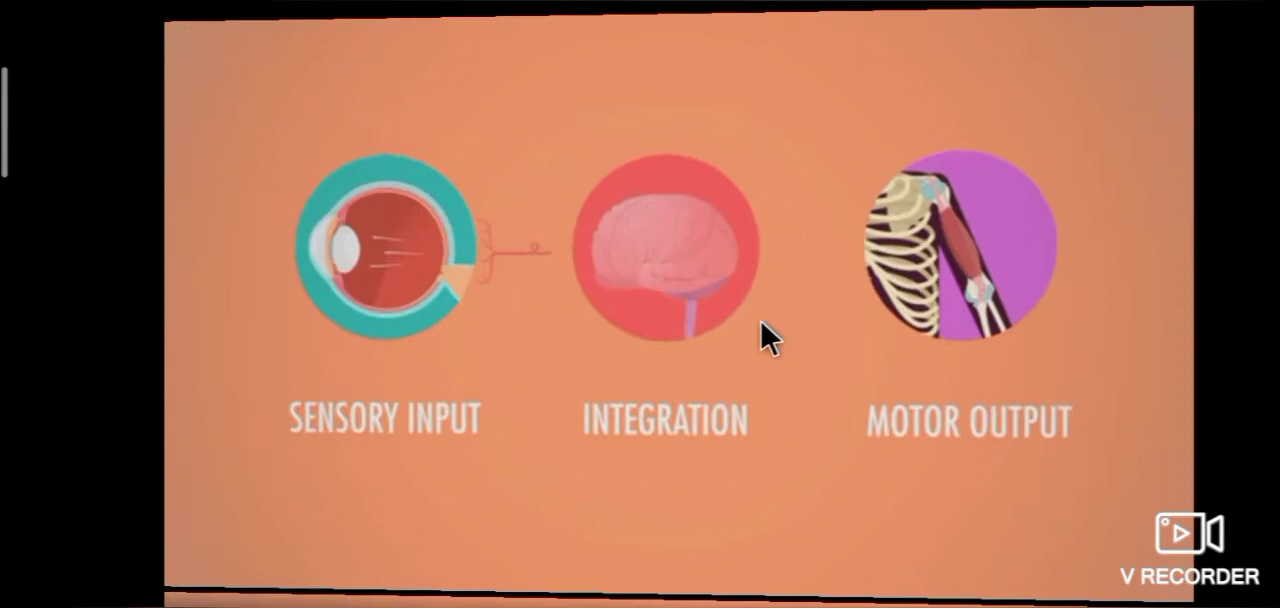 SENSORY INPUT
INTEGRATION
MOTOR OUTPUT
V RECORDER